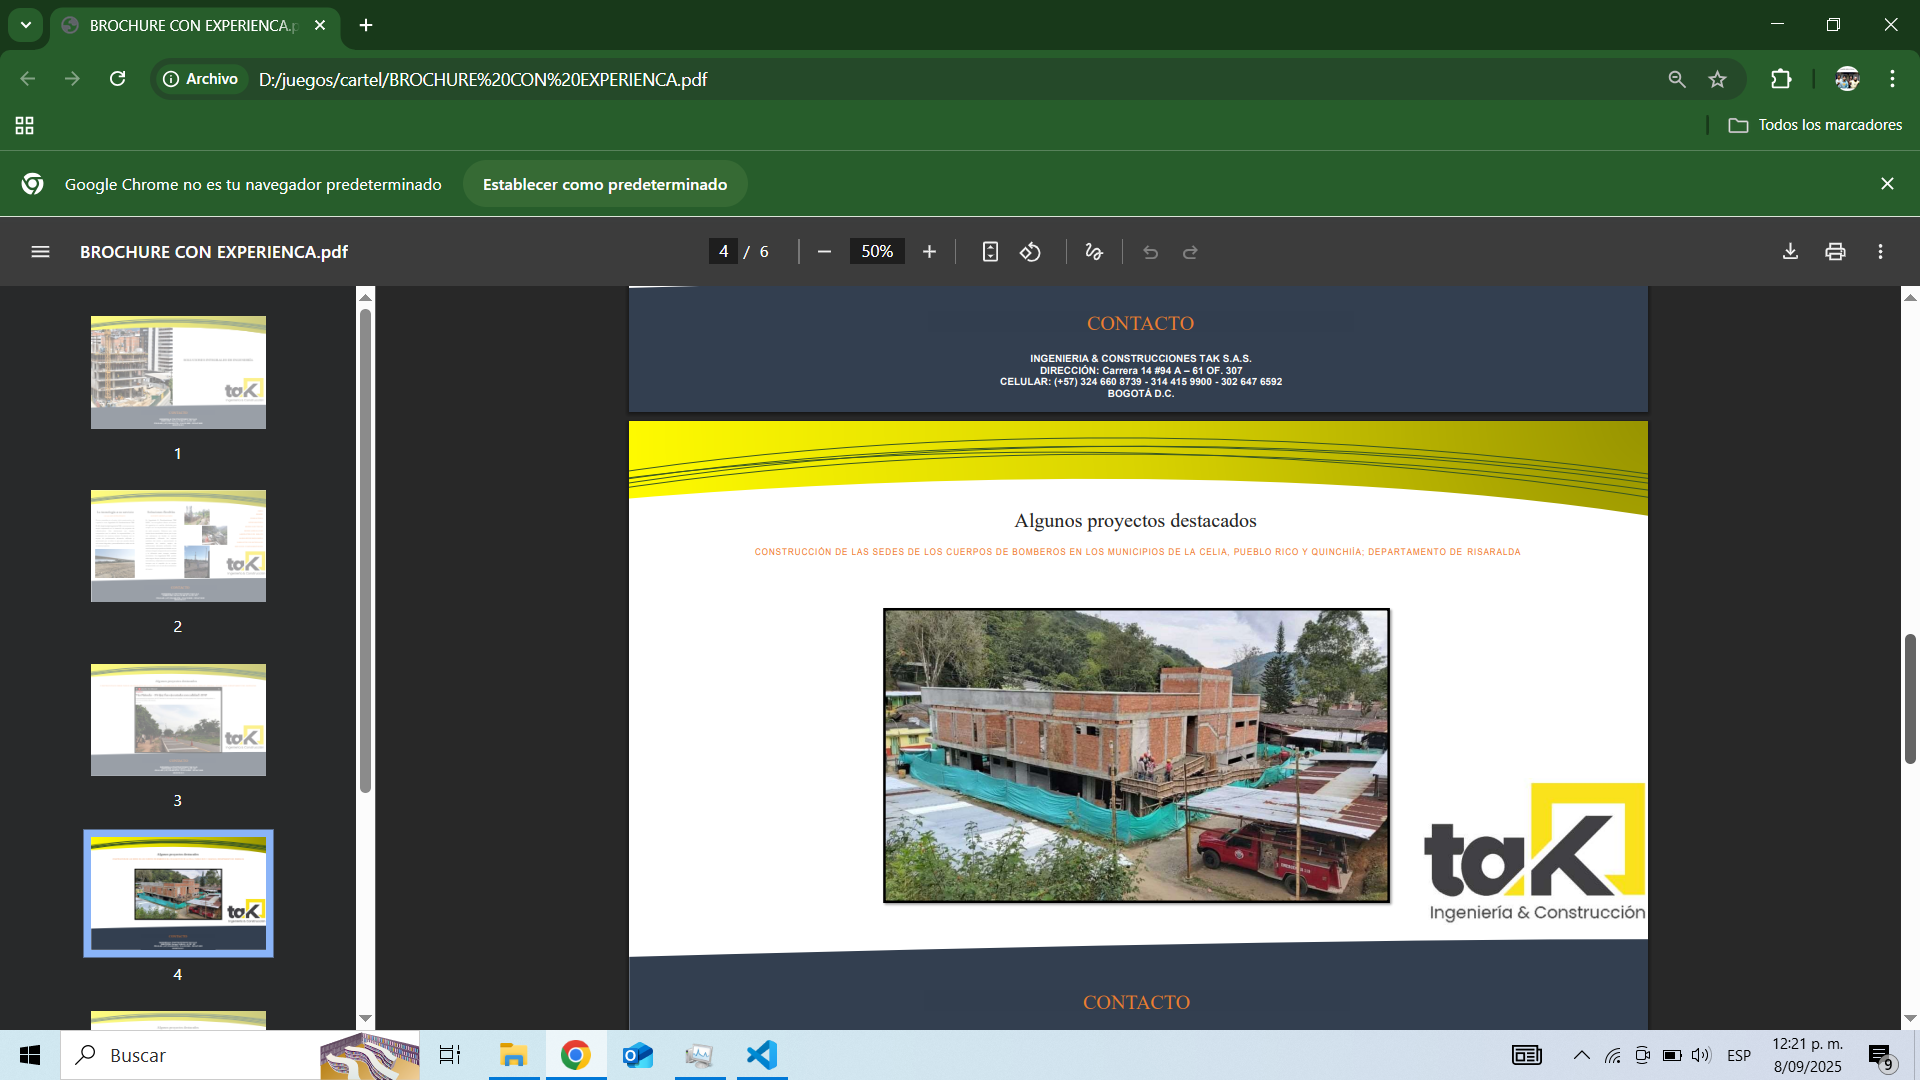 BROCHURE CON EXPERIENCA.p
Archivo
D:/juegos/cartel/BROCHURE%20CON%20EXPERIENCA.pdf
Todos los marcadores
Google Chrome no es tu navegador predeterminado
Establecer como predeterminado
BROCHURE CON EXPERIENCA.pdf
4 / 6
50%
1
2
3
4
CONTACTO
INGENIERIA & CONSTRUCCIONES TAK S.A.S.
DIRECCIÓN: Carrera 14 #94 A – 61 OF. 307
CELULAR: (+57) 324 660 8739 - 314 415 9900 - 302 647 6592
BOGOTÁ D.C.
Algunos proyectos destacados
CONSTRUCCIÓN DE LAS SEDES DE LOS CUERPOS DE BOMBEROS EN LOS MUNICIPIOS DE LA CELIA, PUEBLO RICO Y QUINCHIÍA; DEPARTAMENTO DE RISARALDA
taK
Ingeniería & Construcción
CONTACTO
Buscar
ESP
12:21 p. m.
8/09/2025
9